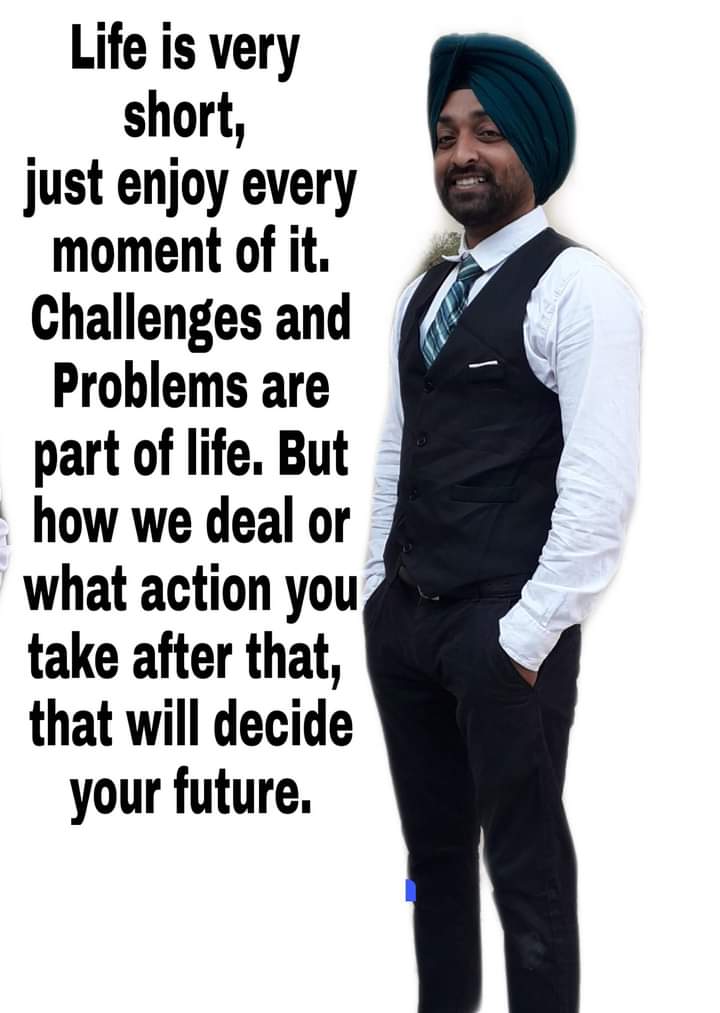 Life is very
short,
just enjoy every
moment of it.
Challenges and
Problems are
part of life. But
how we deal or
what action you
take after that,
that will decide
your future.